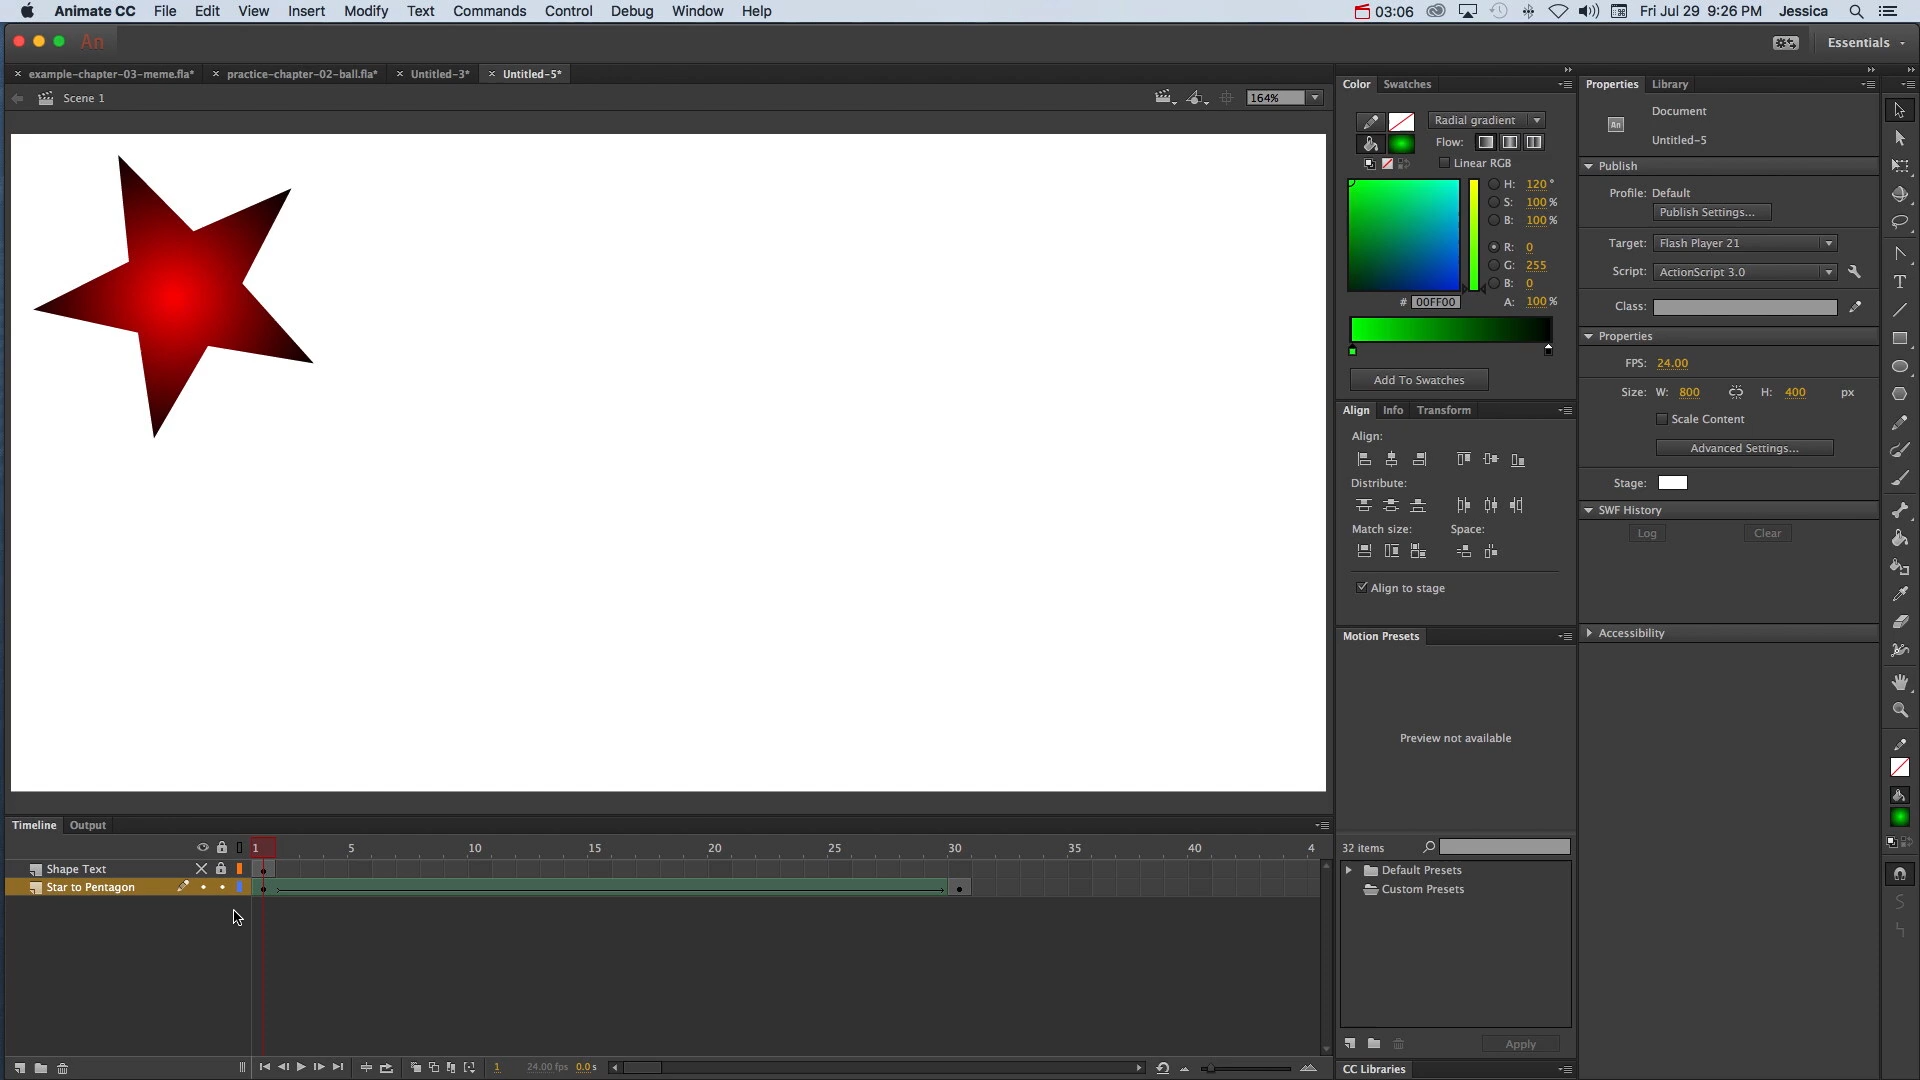 Animate CC File Edit View Insert Modify Text Commands Control Debug Window Help 03:06 Fri Jul 29 9:26 PM Jessica
An Essentials
example-chapter-03-meme.fla* practice-chapter-02-ball.fla* Untitled-3* Untitled-5*
Scene 1 164%
Color Swatches
Radial gradient
Flow:
Linear RGB
H: 120 °
S: 100 %
B: 100 %
R: 0
G: 255
B: 0
# 00FF00 A: 100 %
Add To Swatches
Align Info Transform
Align:
Distribute:
Match size: Space:
Align to stage
Motion Presets
Preview not available
32 items
Default Presets
Custom Presets
Apply
CC Libraries
Properties Library
Document
An
Untitled-5
Publish
Profile: Default
Publish Settings...
Target: Flash Player 21
Script: ActionScript 3.0
Class:
Properties
FPS: 24.00
Size: W: 800 H: 400 px
Scale Content
Advanced Settings...
Stage:
SWF History
Log Clear
Accessibility
T
Timeline Output
1 5 10 15 20 25 30 35 40 4
Shape Text
Star to Pentagon
1 24.00 fps 0.0 s